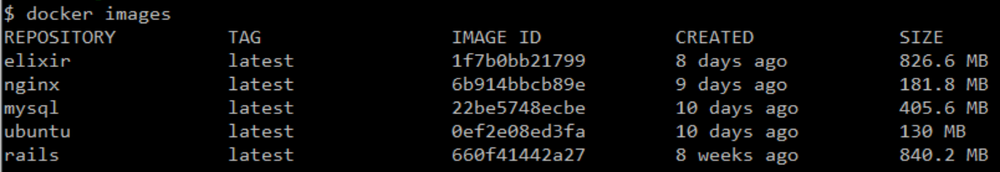 $ docker images
REPOSITORY TAG IMAGE ID CREATED SIZE
elixir latest 1f7b0bb21799 8 days ago 826.6 MB
nginx latest 6b914bbcb89e 9 days ago 181.8 MB
mysql latest 22be5748ecbe 10 days ago 405.6 MB
ubuntu latest 0ef2e08ed3fa 10 days ago 130 MB
rails latest 660f41442a27 8 weeks ago 840.2 MB